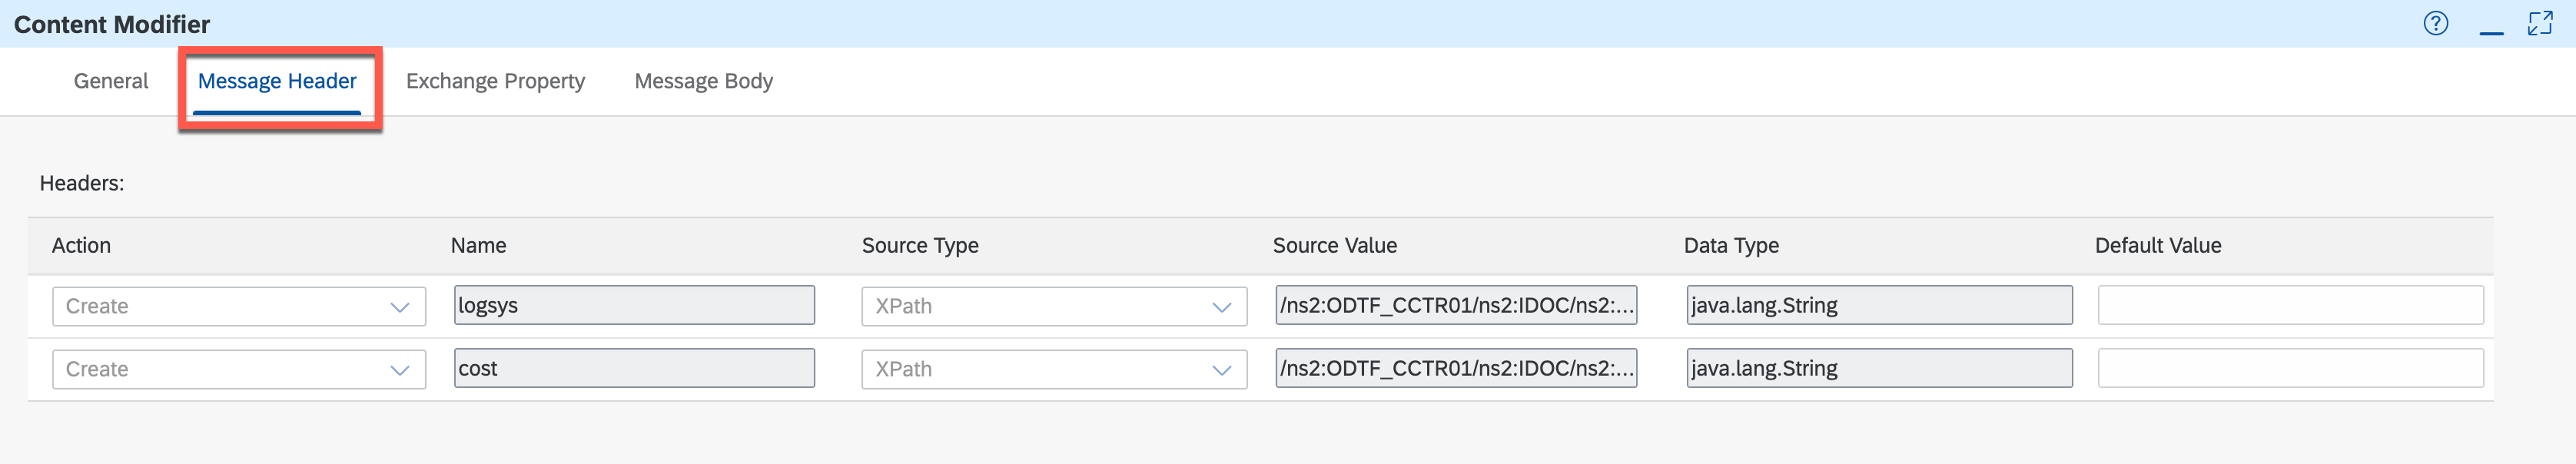 Content Modifier
General Message Header Exchange Property Message Body
Headers:
Action Name Source Type Source Value Data Type Default Value
Create logsys XPath /ns2:ODTF_CCTR01/ns2:IDOC/ns2:... java.lang.String
Create cost XPath /ns2:ODTF_CCTR01/ns2:IDOC/ns2:... java.lang.String